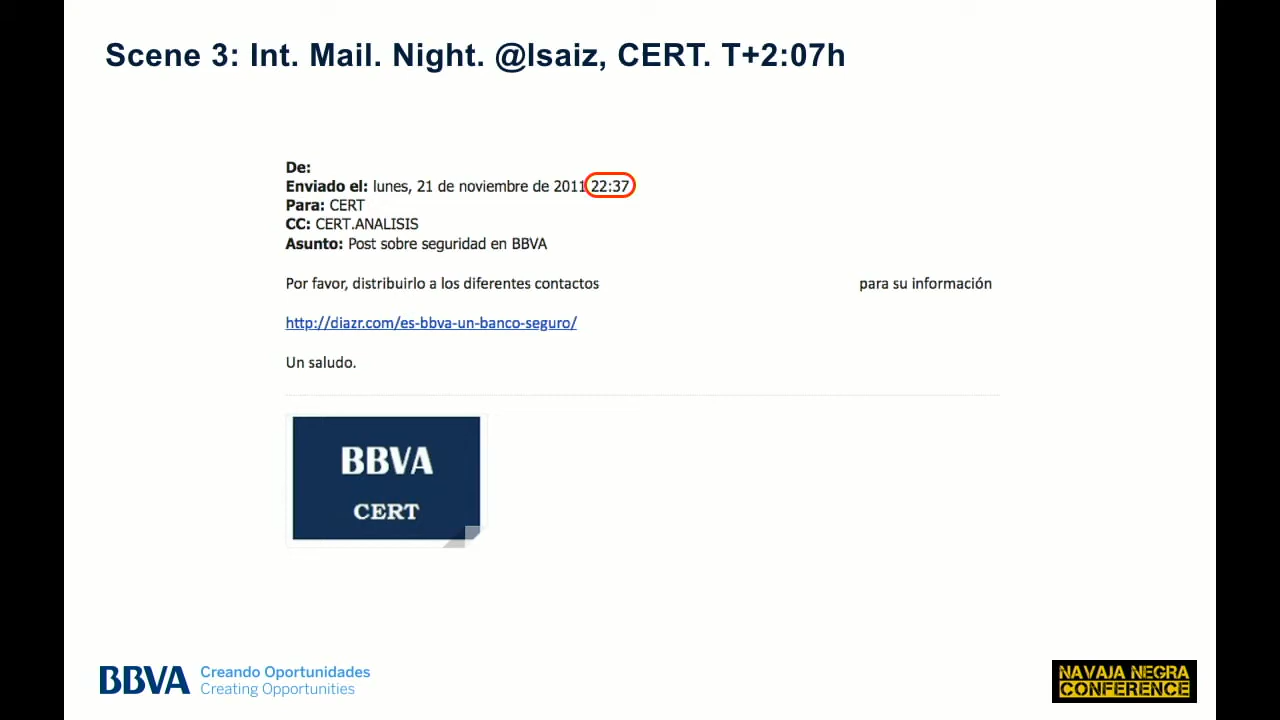 Scene 3: Int. Mail. Night. @lsaiz, CERT. T+2:07h
De:
Enviado el: lunes, 21 de noviembre de 2011 22:37
Para: CERT
CC: CERT.ANALISIS
Asunto: Post sobre seguridad en BBVA
Por favor, distribuirlo a los diferentes contactos para su información
http://diazr.com/es-bbva-un-banco-seguro/
Un saludo.
BBVA
CERT
BBVA Creando Oportunidades
Creating Opportunities
NAVAJA NEGRA
CONFERENCE